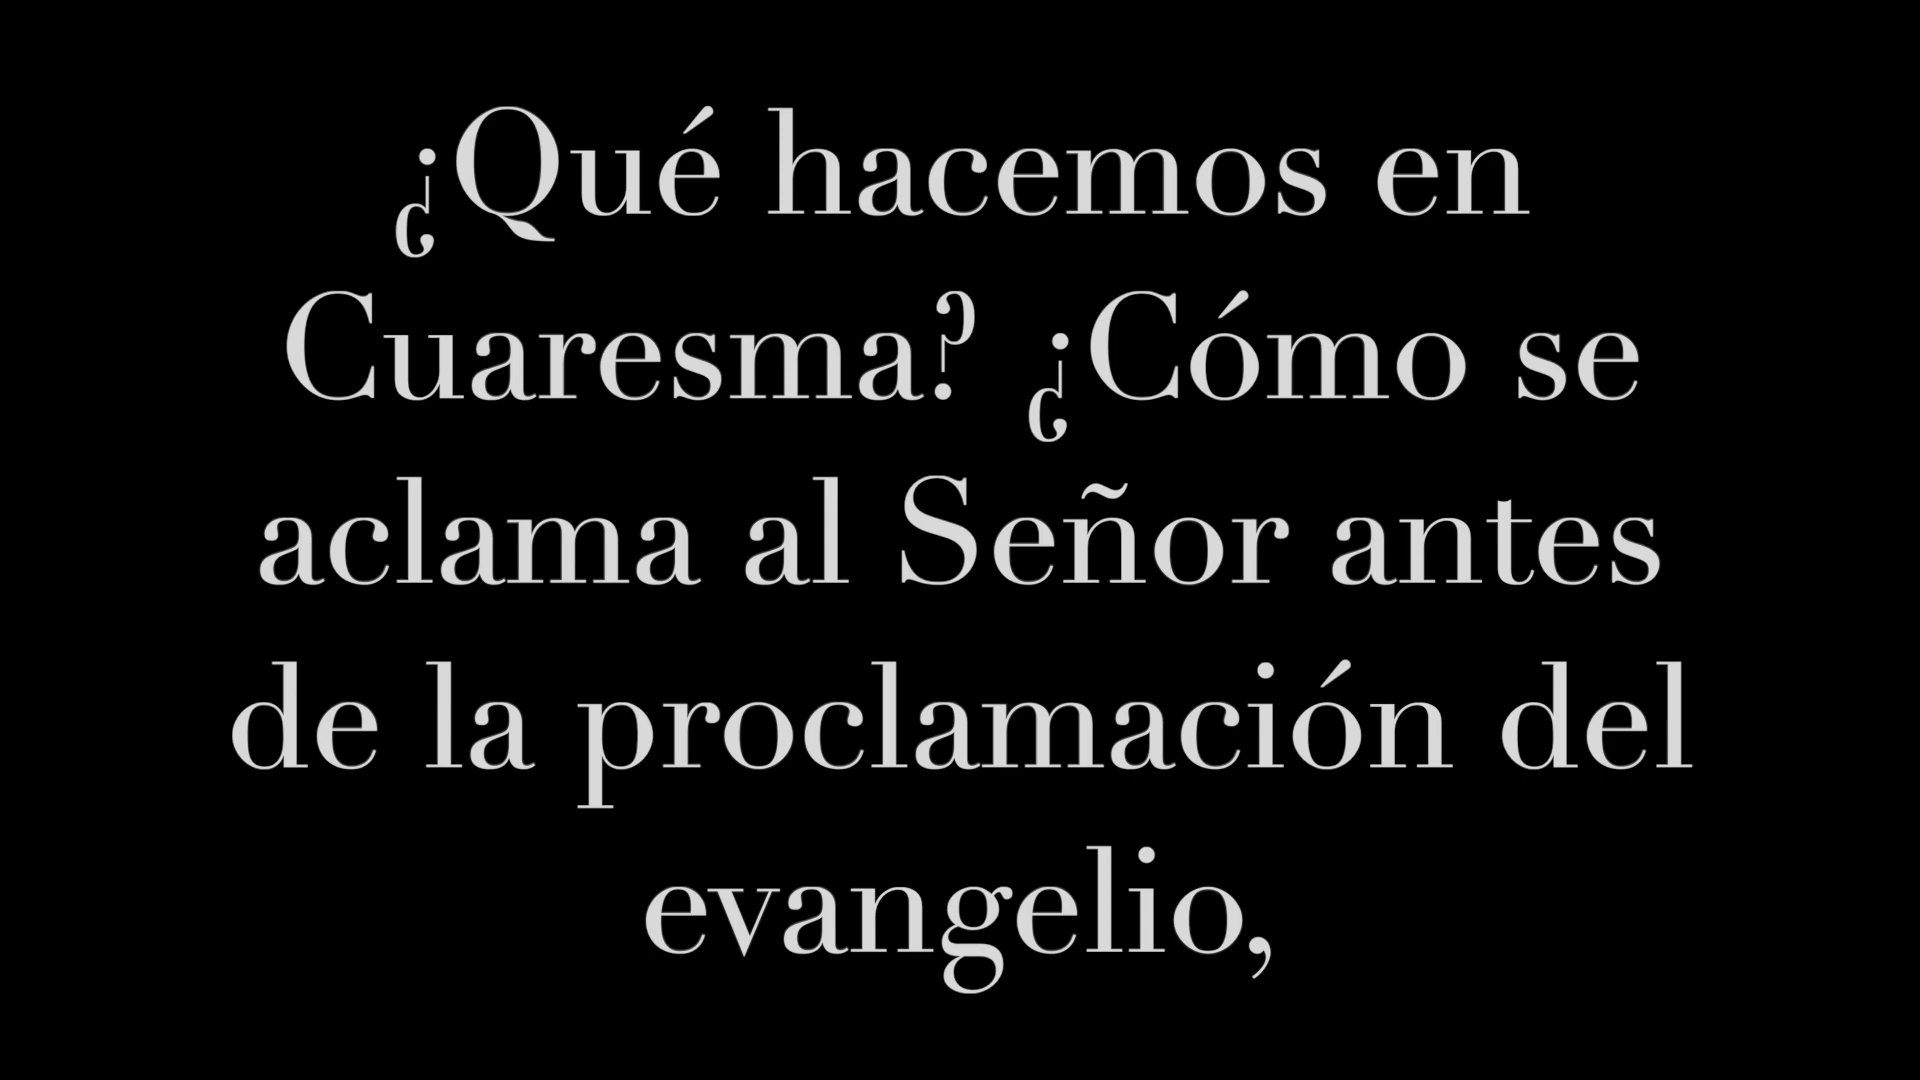 ¿Qué hacemos en
Cuaresma? ¿Cómo se
aclama al Señor antes
de la proclamación del
evangelio,